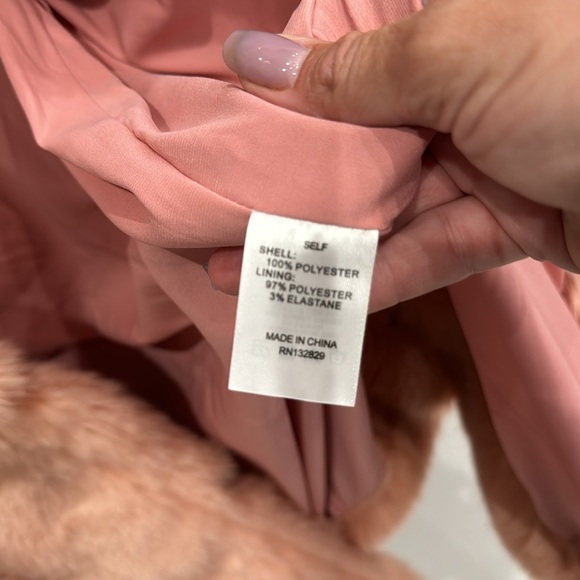 SELF
SHELL:
100% POLYESTER
LINING:
97% POLYESTER
3% ELASTANE
MADE IN CHINA
RN132829